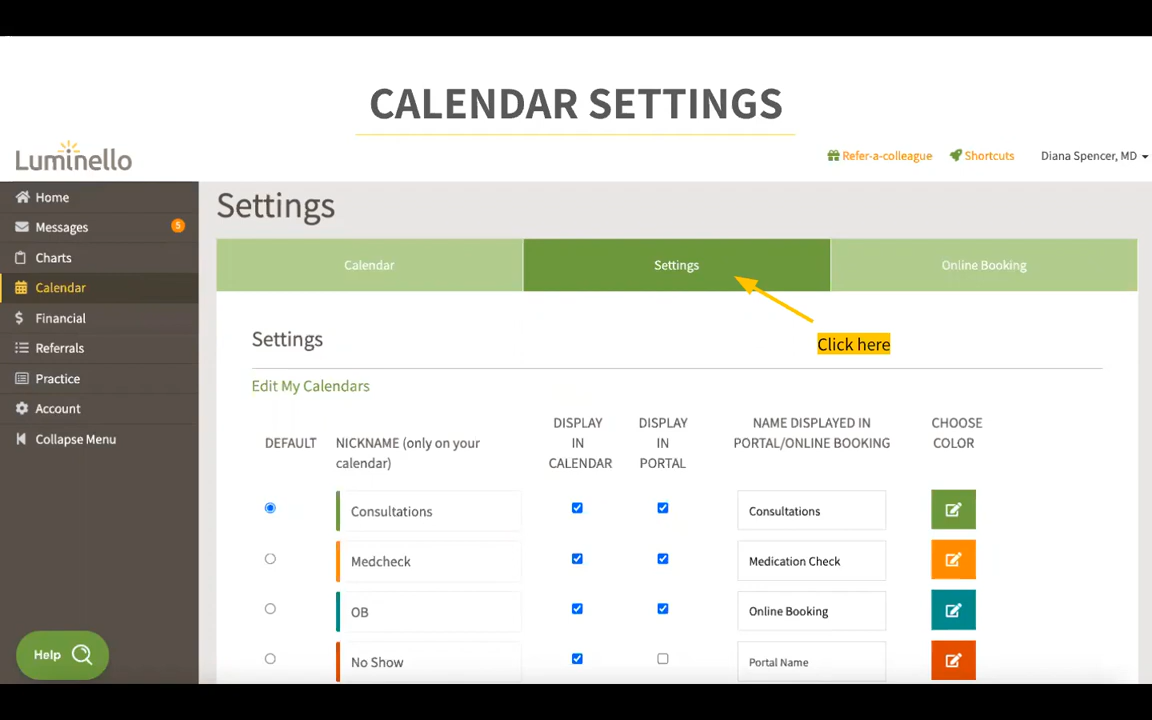 CALENDAR SETTINGS
Luminello
Refer-a-colleague
Shortcuts
Diana Spencer, MD
Home
Messages
5
Charts
Calendar
Financial
Referrals
Practice
Account
Collapse Menu
Help
Settings
Calendar
Settings
Online Booking
Click here
Settings
Edit My Calendars
DEFAULT
NICKNAME (only on your
calendar)
DISPLAY
IN
CALENDAR
DISPLAY
IN
PORTAL
NAME DISPLAYED IN
PORTAL/ONLINE BOOKING
CHOOSE
COLOR
Consultations
Consultations
Medcheck
Medication Check
OB
Online Booking
No Show
Portal Name